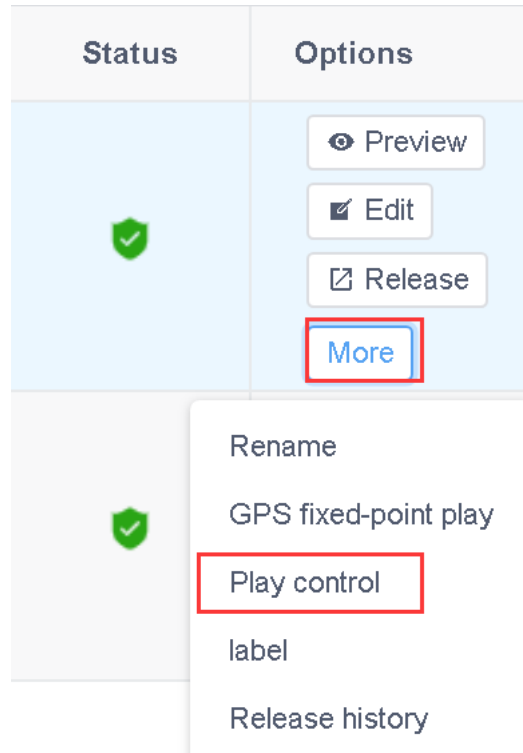 Status Options
Preview
Edit
Release
More
Rename
GPS fixed-point play
Play control
label
Release history